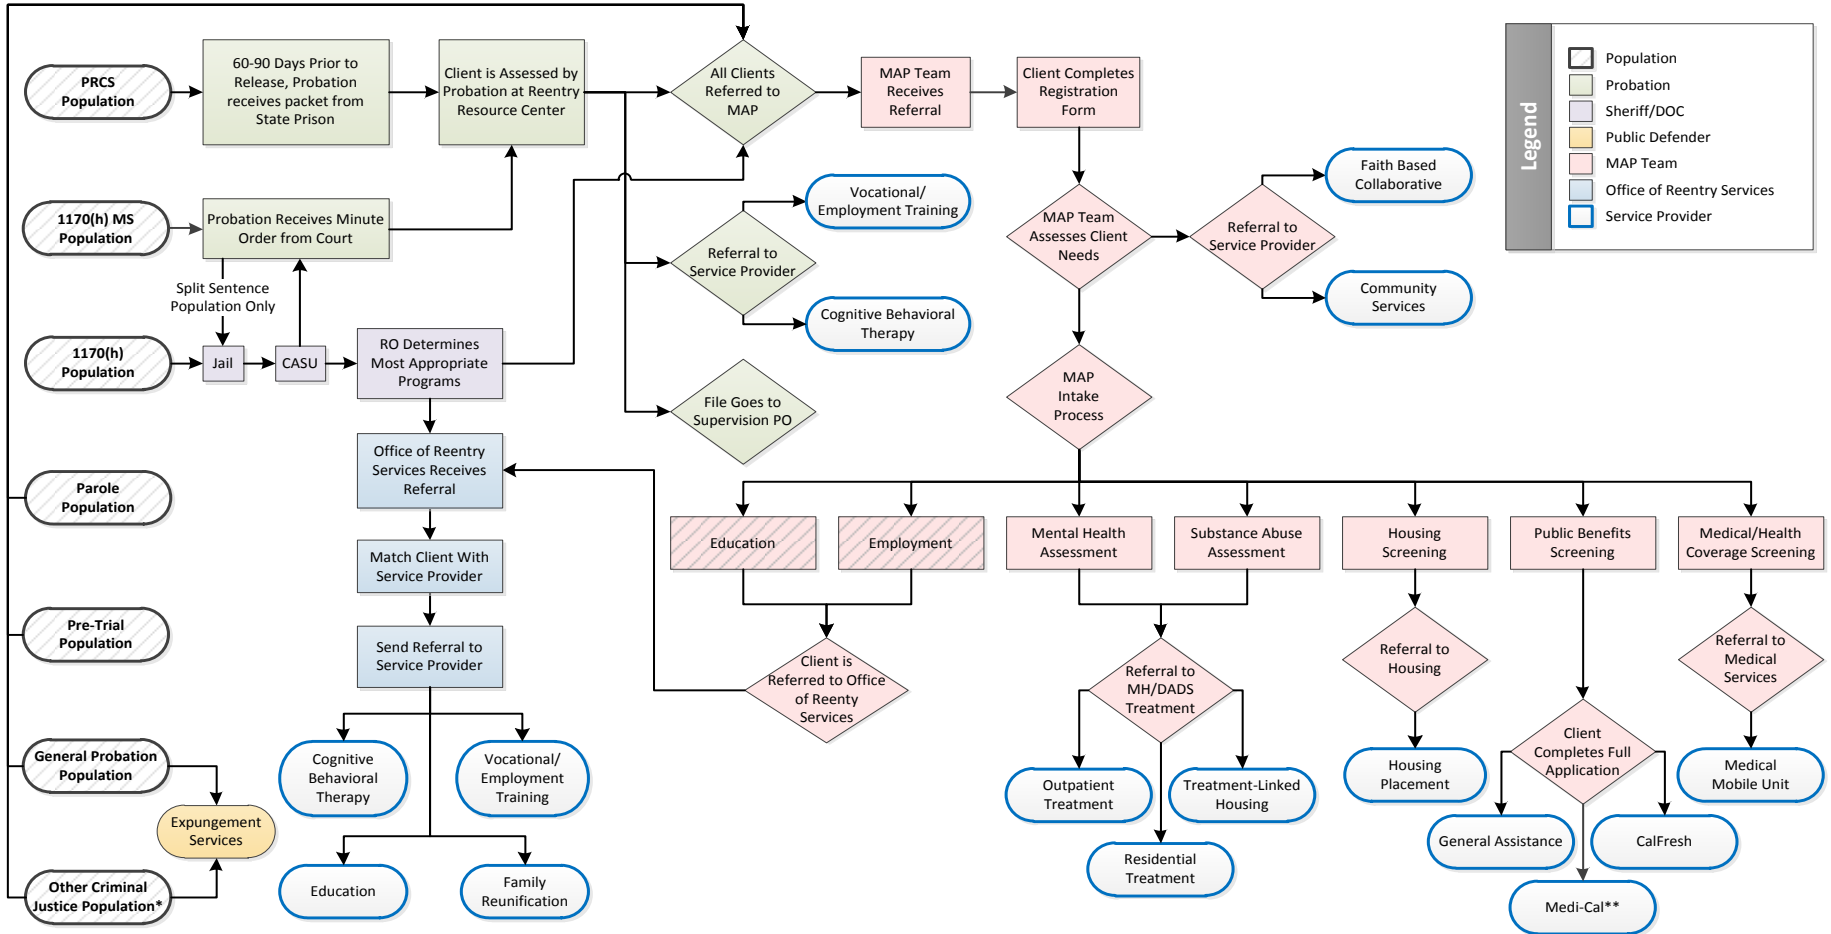 PRCS
Population
60-90 Days Prior to
Release, Probation
receives packet from
State Prison
Client is Assessed by
Probation at Reentry
Resource Center
All Clients
Referred to
MAP
MAP Team
Receives
Referral
Client Completes
Registration
Form
Legend
Population
Probation
Sheriff/DOC
Public Defender
MAP Team
Office of Reentry Services
Service Provider
1170(h) MS
Population
Probation Receives Minute
Order from Court
Split Sentence
Population Only
Referral to
Service Provider
Vocational/
Employment Training
Cognitive Behavioral
Therapy
MAP Team
Assesses Client
Needs
Referral to
Service Provider
Faith Based
Collaborative
Community
Services
1170(h)
Population
Jail
CASU
RO Determines
Most Appropriate
Programs
File Goes to
Supervision PO
MAP
Intake
Process
Office of Reentry
Services Receives
Referral
Parole
Population
Match Client With
Service Provider
Education
Employment
Mental Health
Assessment
Substance Abuse
Assessment
Housing
Screening
Public Benefits
Screening
Medical/Health
Coverage Screening
Pre-Trial
Population
Send Referral to
Service Provider
Client is
Referred to Office
of Reenty
Services
Referral to
MH/DADS
Treatment
Referral to
Housing
Referral to
Medical
Services
Client
Completes Full
Application
General Probation
Population
Cognitive
Behavioral
Therapy
Vocational/
Employment
Training
Outpatient
Treatment
Treatment-Linked
Housing
Housing
Placement
Medical
Mobile Unit
Expungement
Services
General Assistance
CalFresh
Residential
Treatment
Other Criminal
Justice Population*
Education
Family
Reunification
Medi-Cal**